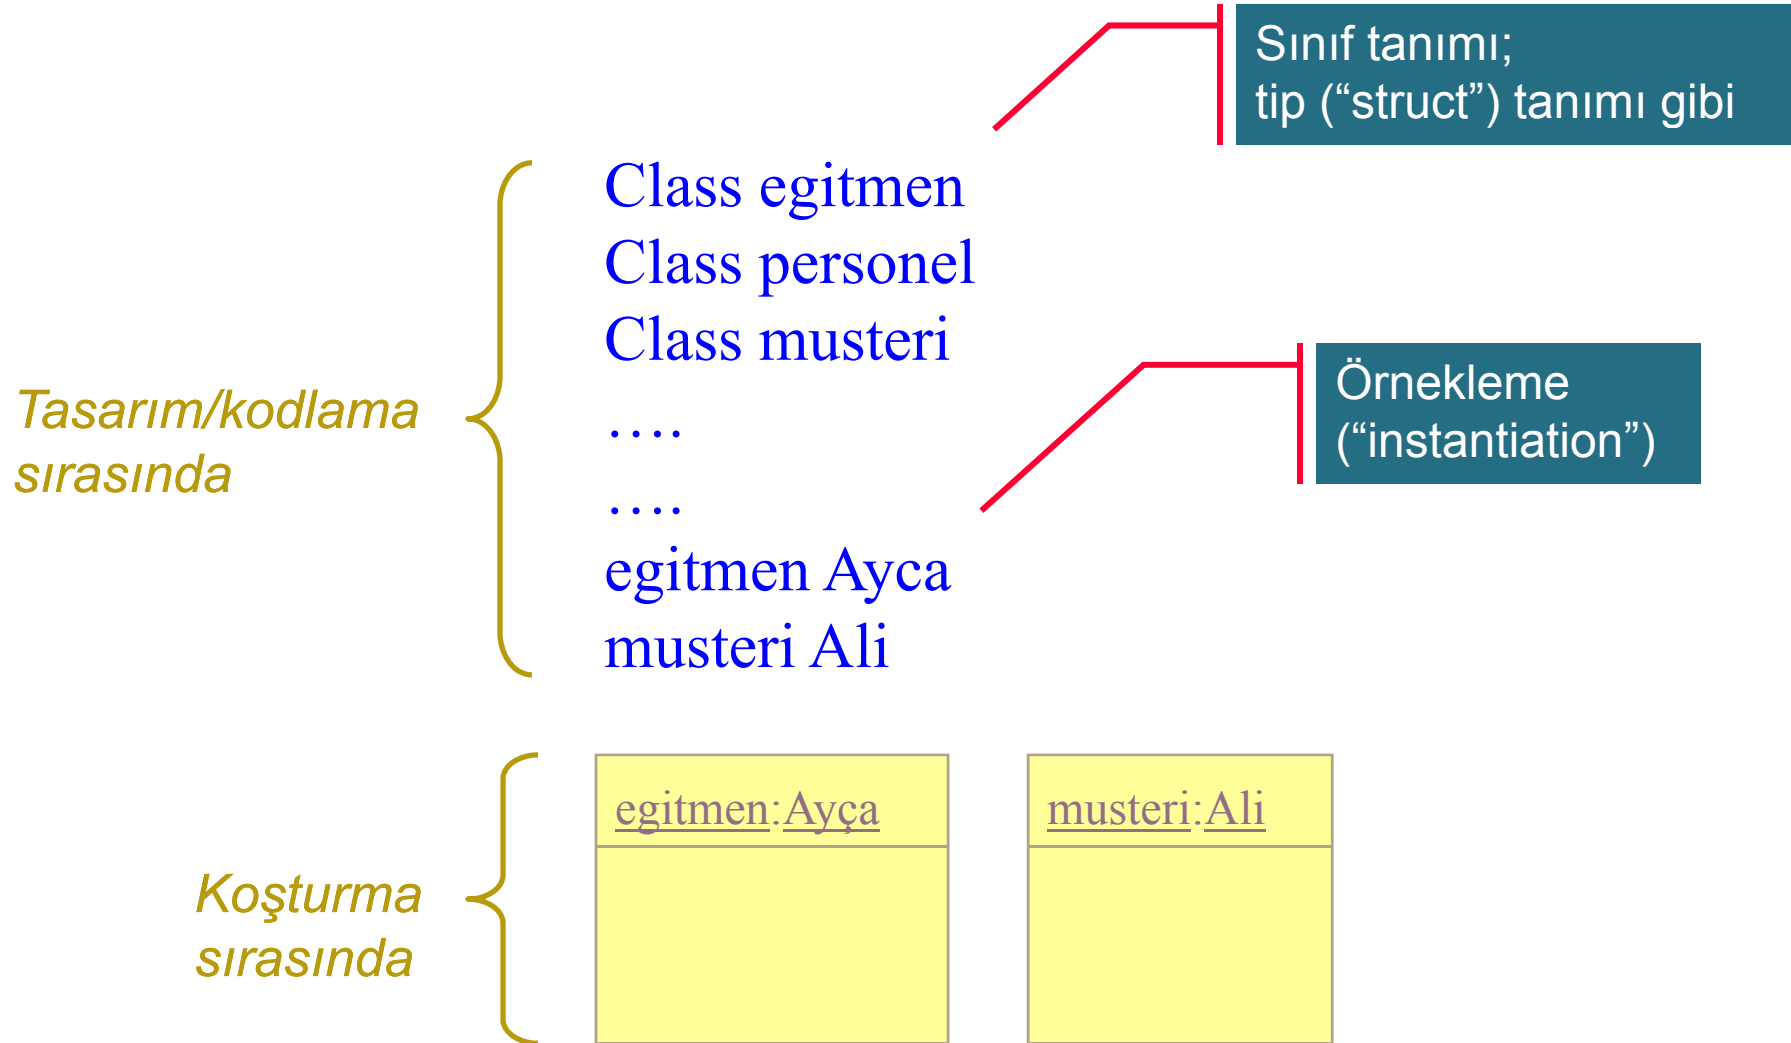 Sınıf tanımı;
tip (“struct”) tanımı gibi
Class egitmen
Class personel
Class musteri
….
….
egitmen Ayca
musteri Ali
Örnekleme
(“instantiation”)
Tasarım/kodlama
sırasında
egitmen:Ayça
musteri:Ali
Koşturma
sırasında